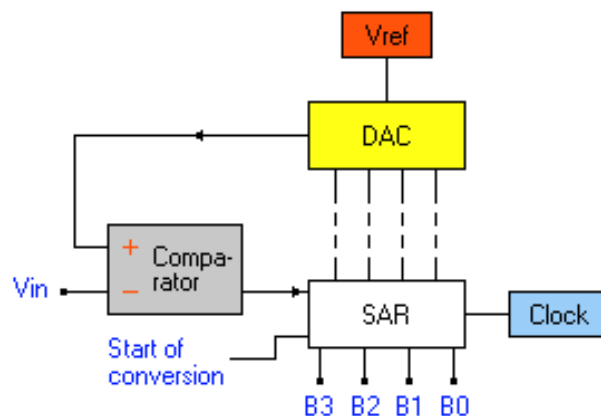 Vref
DAC
+
Compa-
rator
Vin
–
SAR
Clock
Start of
conversion
B3 B2 B1 B0